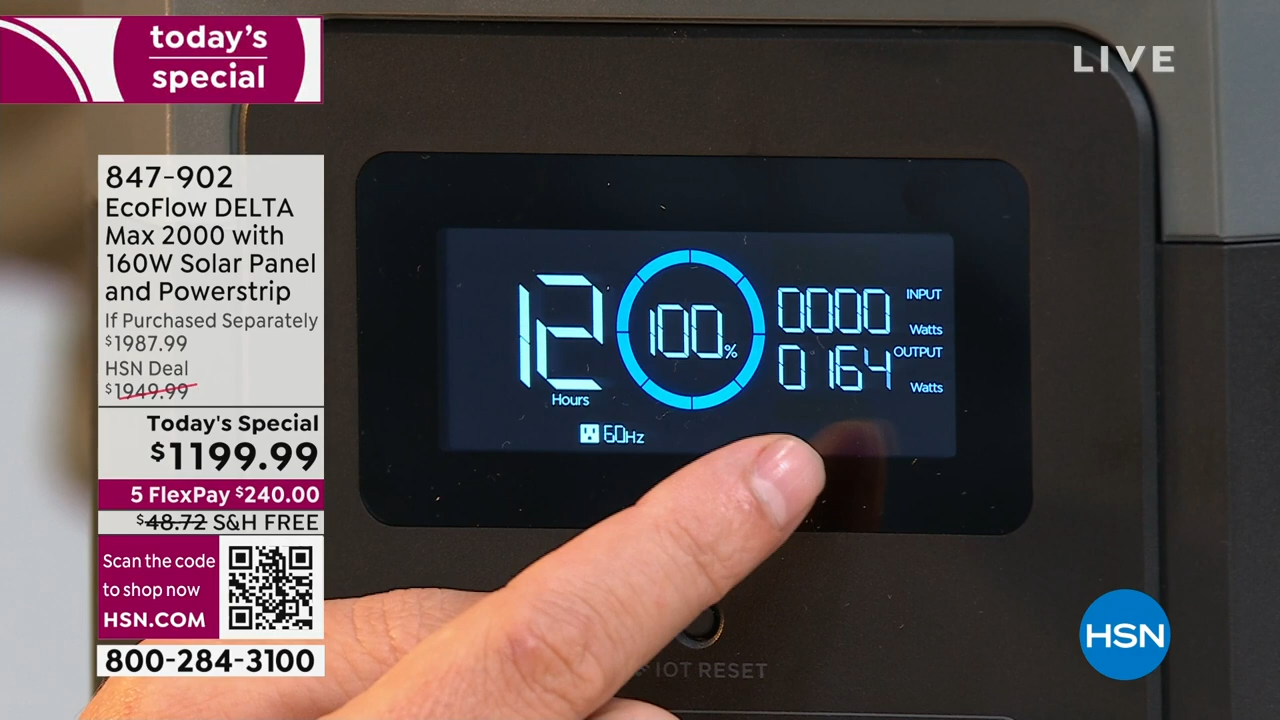 today's
special
LIVE
847-902
EcoFlow DELTA
Max 2000 with
160W Solar Panel
and Powerstrip
If Purchased Separately
$1987.99
HSN Deal
$1949.99
Today's Special
$1199.99
5 FlexPay $240.00
$48.72 S&H FREE
Scan the code
to shop now
HSN.COM
800-284-3100
12
Hours
100%
0000 INPUT
Watts
0164 OUTPUT
Watts
60Hz
IOT RESET
HSN